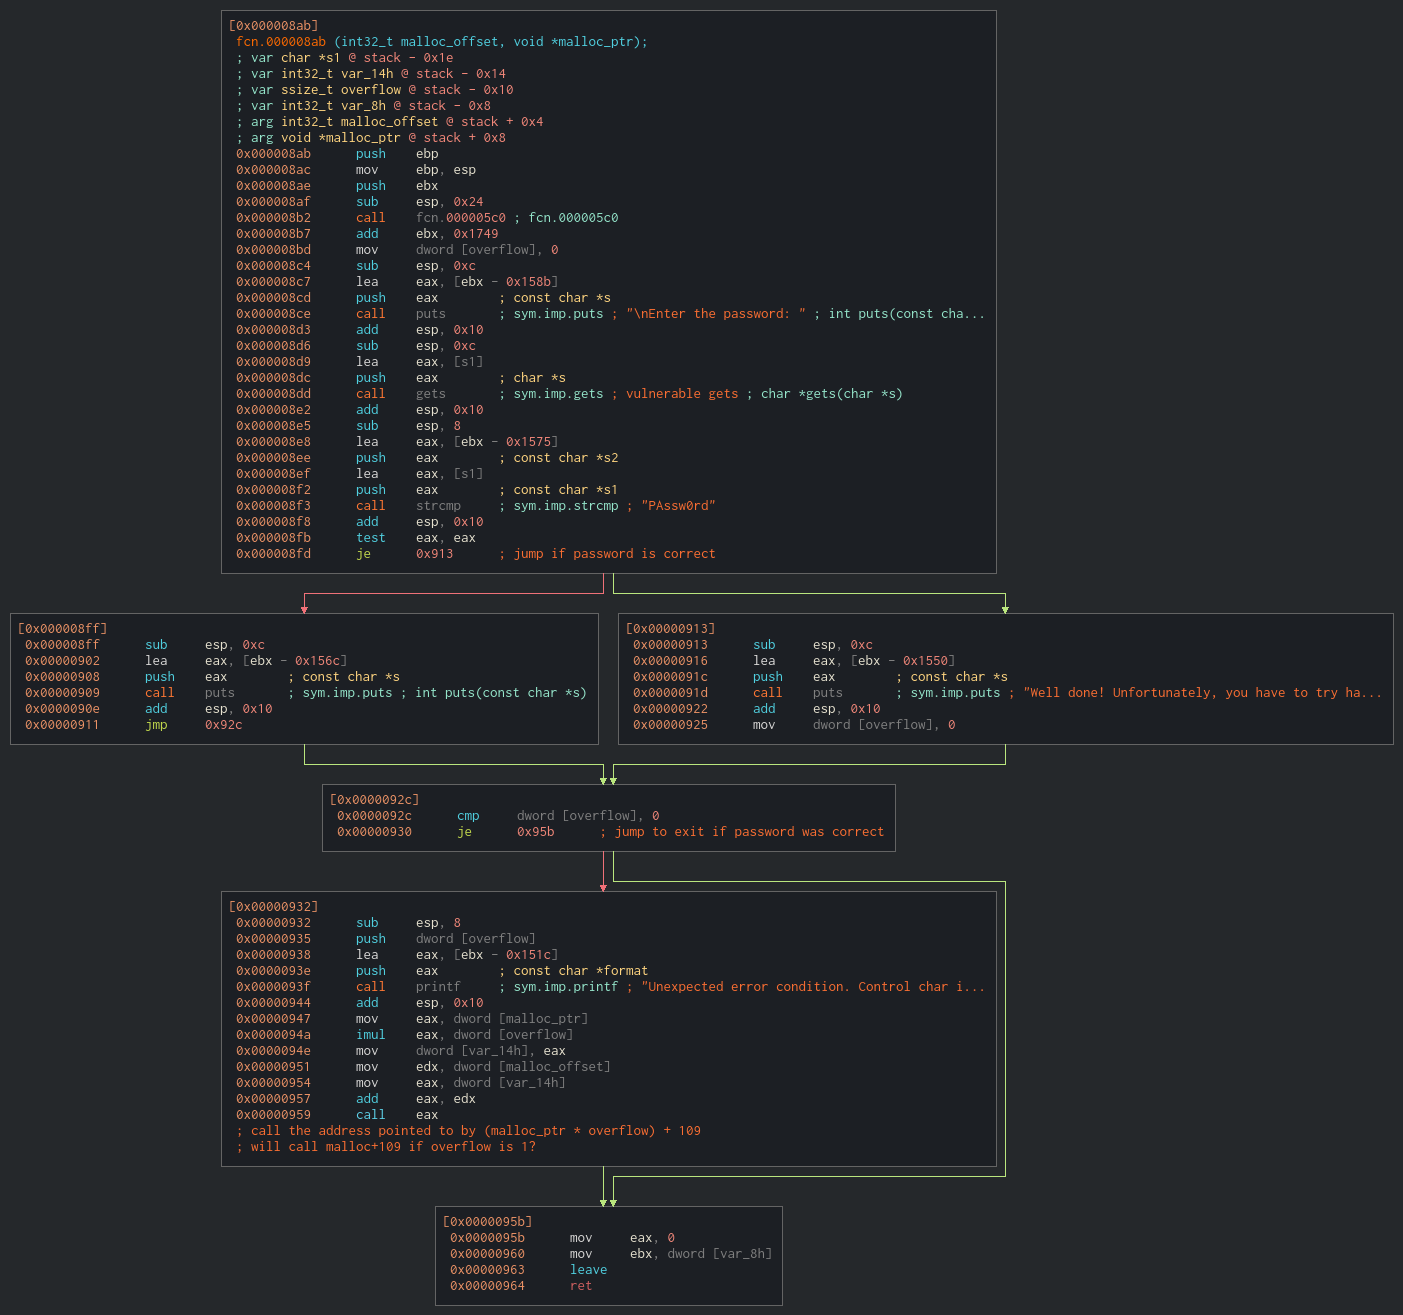 [0x000008ab]
fcn.000008ab (int32_t malloc_offset, void *malloc_ptr);
; var char *s1 @ stack - 0x1e
; var int32_t var_14h @ stack - 0x14
; var ssize_t overflow @ stack - 0x10
; var int32_t var_8h @ stack - 0x8
; arg int32_t malloc_offset @ stack + 0x4
; arg void *malloc_ptr @ stack + 0x8
0x000008ab push ebp
0x000008ac mov ebp, esp
0x000008ae push ebx
0x000008af sub esp, 0x24
0x000008b2 call fcn.000005c0 ; fcn.000005c0
0x000008b7 add ebx, 0x1749
0x000008bd mov dword [overflow], 0
0x000008c4 sub esp, 0xc
0x000008c7 lea eax, [ebx - 0x158b]
0x000008cd push eax ; const char *s
0x000008ce call puts ; sym.imp.puts ; "\nEnter the password: " ; int puts(const cha...
0x000008d3 add esp, 0x10
0x000008d6 sub esp, 0xc
0x000008d9 lea eax, [s1]
0x000008dc push eax ; char *s
0x000008dd call gets ; sym.imp.gets ; vulnerable gets ; char *gets(char *s)
0x000008e2 add esp, 0x10
0x000008e5 sub esp, 8
0x000008e8 lea eax, [ebx - 0x1575]
0x000008ee push eax ; const char *s2
0x000008ef lea eax, [s1]
0x000008f2 push eax ; const char *s1
0x000008f3 call strcmp ; sym.imp.strcmp ; "PAssw0rd"
0x000008f8 add esp, 0x10
0x000008fb test eax, eax
0x000008fd je 0x913 ; jump if password is correct
[0x000008ff]
0x000008ff sub esp, 0xc
0x00000902 lea eax, [ebx - 0x156c]
0x00000908 push eax ; const char *s
0x00000909 call puts ; sym.imp.puts ; int puts(const char *s)
0x0000090e add esp, 0x10
0x00000911 jmp 0x92c
[0x00000913]
0x00000913 sub esp, 0xc
0x00000916 lea eax, [ebx - 0x1550]
0x0000091c push eax ; const char *s
0x0000091d call puts ; sym.imp.puts ; "Well done! Unfortunately, you have to try ha...
0x00000922 add esp, 0x10
0x00000925 mov dword [overflow], 0
[0x0000092c]
0x0000092c cmp dword [overflow], 0
0x00000930 je 0x95b ; jump to exit if password was correct
[0x00000932]
0x00000932 sub esp, 8
0x00000935 push dword [overflow]
0x00000938 lea eax, [ebx - 0x151c]
0x0000093e push eax ; const char *format
0x0000093f call printf ; sym.imp.printf ; "Unexpected error condition. Control char i...
0x00000944 add esp, 0x10
0x00000947 mov eax, dword [malloc_ptr]
0x0000094a imul eax, dword [overflow]
0x0000094e mov dword [var_14h], eax
0x00000951 mov edx, dword [malloc_offset]
0x00000954 mov eax, dword [var_14h]
0x00000957 add eax, edx
0x00000959 call eax
; call the address pointed to by (malloc_ptr * overflow) + 109
; will call malloc+109 if overflow is 1?
[0x0000095b]
0x0000095b mov eax, 0
0x00000960 mov ebx, dword [var_8h]
0x00000963 leave
0x00000964 ret